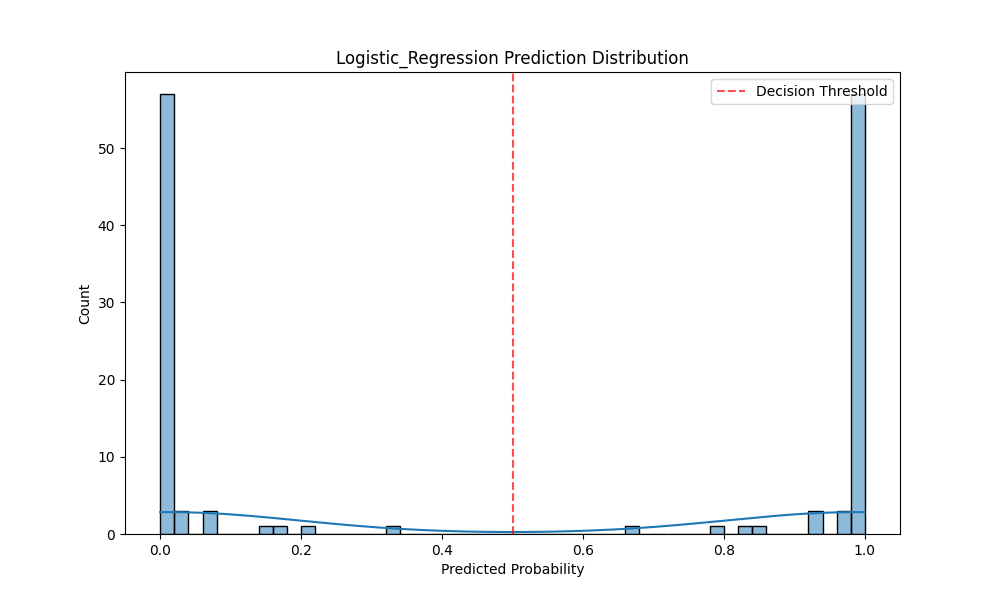 Logistic_Regression Prediction Distribution
Decision Threshold
Count
50
40
30
20
10
0
0.0 0.2 0.4 0.6 0.8 1.0
Predicted Probability